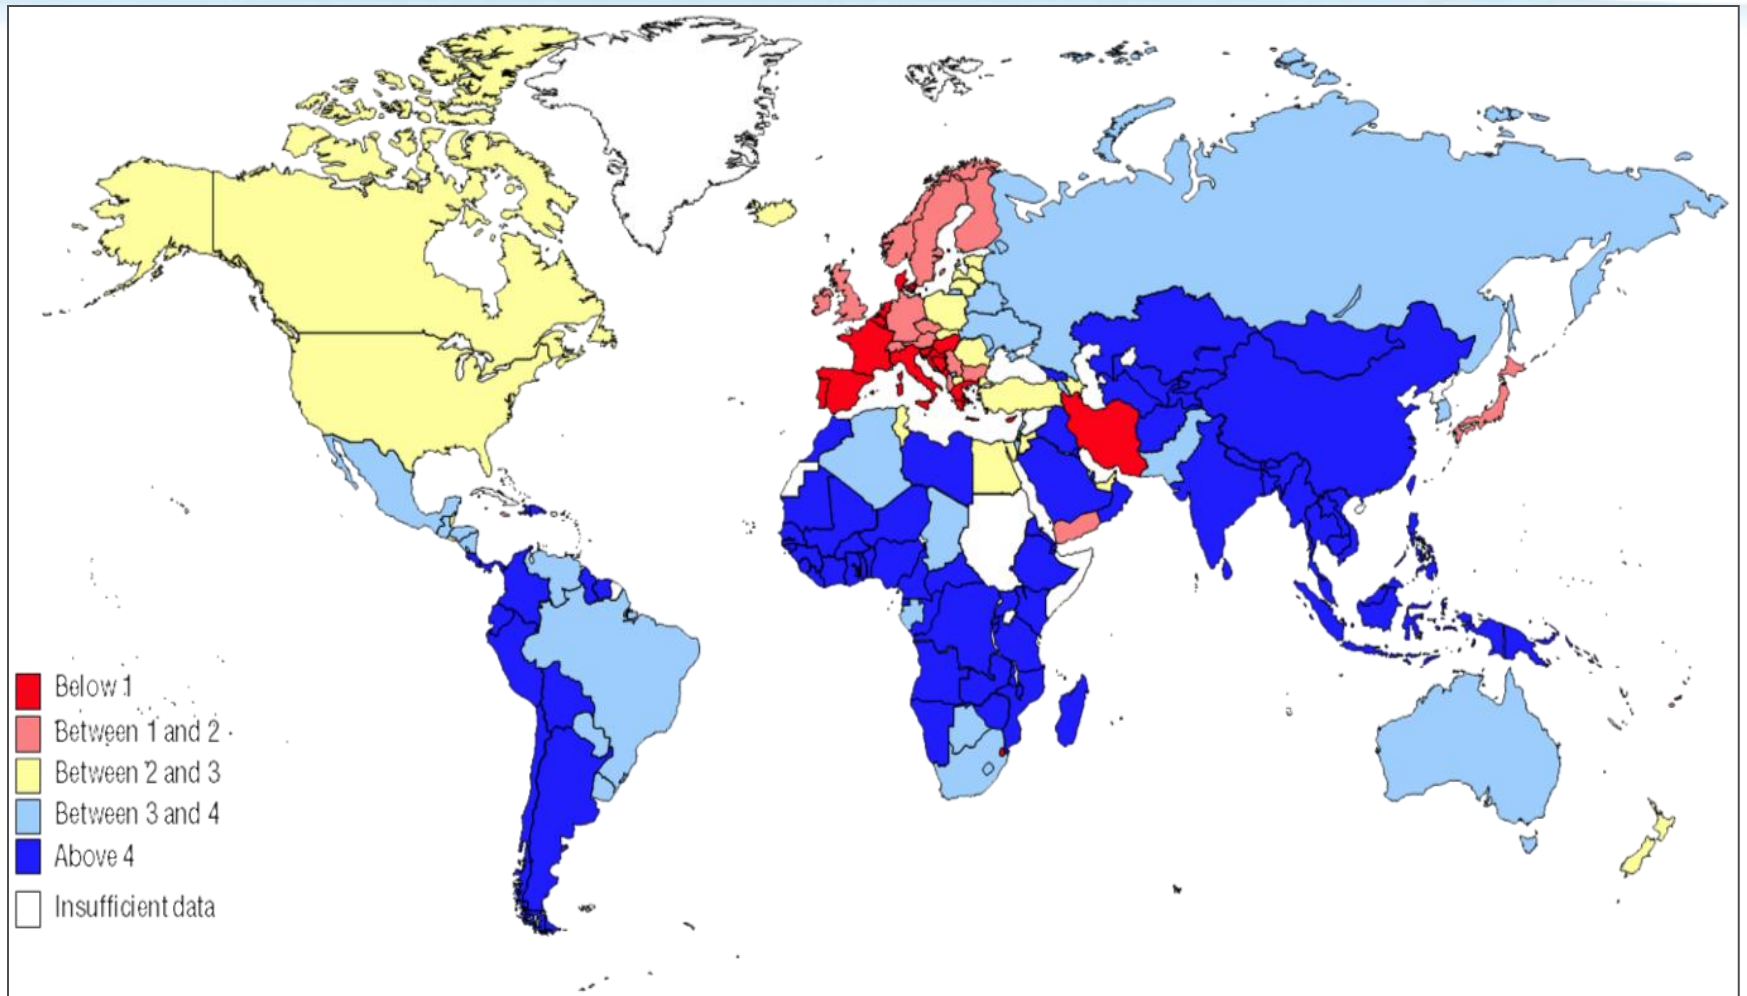 Below 1
Between 1 and 2
Between 2 and 3
Between 3 and 4
Above 4
Insufficient data